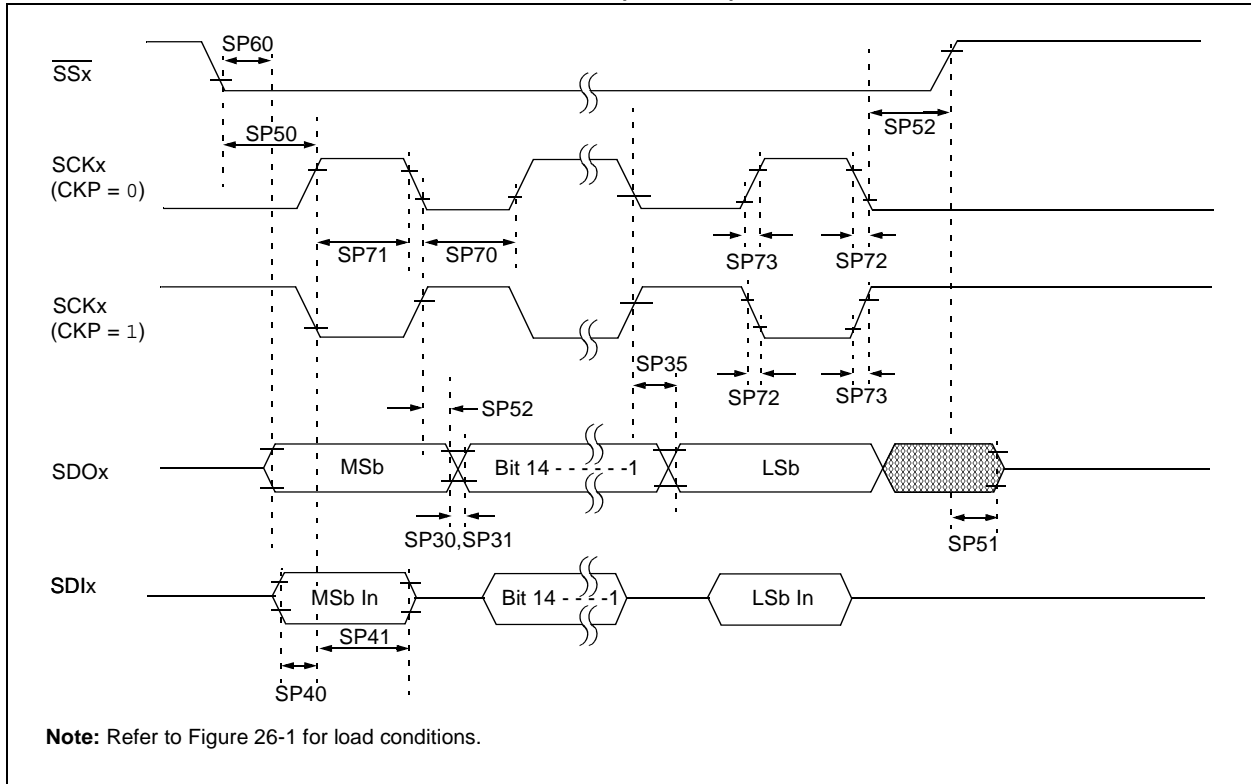 SP60
SSx
SP50
SP52
SCKx
(CKP = 0)
SP71
SP70
SP73
SP72
SCKx
(CKP = 1)
SP35
SP72
SP73
SP52
SDOx
MSb
Bit 14 - - - - - -1
LSb
SP30,SP31
SP51
SDIx
MSb In
Bit 14 - - - -1
LSb In
SP41
SP40
Note: Refer to Figure 26-1 for load conditions.